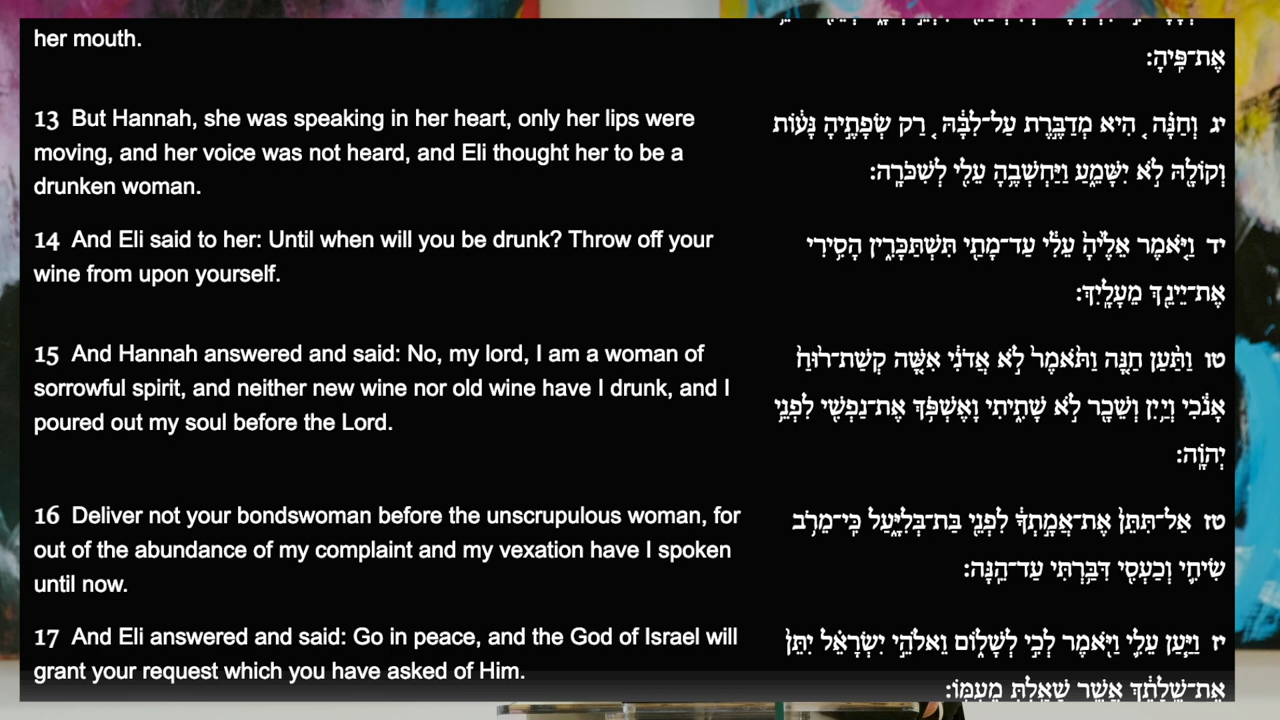 her mouth.
אֶת־פִּֽיהָ׃
13 But Hannah, she was speaking in her heart, only her lips were
moving, and her voice was not heard, and Eli thought her to be a
drunken woman.
יג וְחַנָּ֗ה הִ֚יא מְדַבֶּ֣רֶת עַל־לִבָּ֔הּ רַ֚ק שְׂפָתֶ֣יהָ נָּע֔וֹת
וְקוֹלָ֖הּ לֹ֣א יִשָּׁמֵ֑עַ וַיַּחְשְׁבֶ֥הָ עֵלִ֖י לְשִׁכֹּרָֽה׃
14 And Eli said to her: Until when will you be drunk? Throw off your
wine from upon yourself.
יד וַיֹּ֚אמֶר אֵלֶ֙יהָ֙ עֵלִ֔י עַד־מָתַ֖י תִּשְׁתַּכָּרִ֑ין הָסִ֥ירִי
אֶת־יֵינֵ֖ךְ מֵעָלָֽיִךְ׃
15 And Hannah answered and said: No, my lord, I am a woman of
sorrowful spirit, and neither new wine nor old wine have I drunk, and I
poured out my soul before the Lord.
טו וַתַּ֨עַן חַנָּ֚ה וַתֹּ֙אמֶר֙ לֹ֣א אֲדֹנִ֔י אִשָּׁ֚ה קְשַׁת־ר֙וּחַ֙
אָנֹ֔כִי וְיַ֥יִן וְשֵׁכָ֖ר לֹ֣א שָׁתִ֑יתִי וָאֶשְׁפֹּ֥ךְ אֶת־נַפְשִׁ֖י לִפְנֵ֥י
יְהֹוָֽה׃
16 Deliver not your bondswoman before the unscrupulous woman, for
out of the abundance of my complaint and my vexation have I spoken
until now.
טז אַל־תִּתֵּן֙ אֶת־אֲמָ֣תְךָ֔ לִפְנֵ֖י בַּת־בְּלִיָּ֑עַל כִּֽי־מֵרֹ֥ב
שִׂיחִ֛י וְכַעְסִ֖י דִּבַּ֥רְתִּי עַד־הֵֽנָּה׃
17 And Eli answered and said: Go in peace, and the God of Israel will
grant your request which you have asked of Him.
יז וַיַּ֧עַן עֵלִ֛י וַיֹּ֖אמֶר לְכִ֣י לְשָׁל֑וֹם וֵאלֹהֵ֣י יִשְׂרָאֵ֗ל יִתֵּן֙
אֶת־שֵׁ֣לָתֵ֔ךְ אֲשֶׁ֥ר שָׁאַ֖לְתְּ מֵעִמּֽוֹ׃